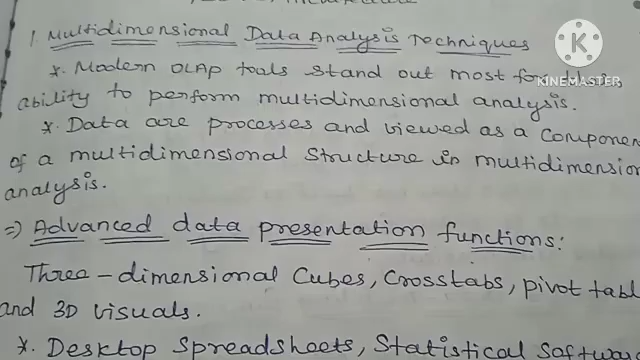 1. Multidimensional Data Analysis Techniques
* Modern OLAP tools stand out most for
ability to perform multidimensional analysis.
* Data are processes and viewed as a Componen
of a multidimensional structure in multidimension
analysis.
⇒ Advanced data presentation functions:
Three-dimensional Cubes, Crosstabs, pivot tabl
and 3D visuals.
* Desktop Spreadsheets, Statistical Softwa
K
KINEMASTER